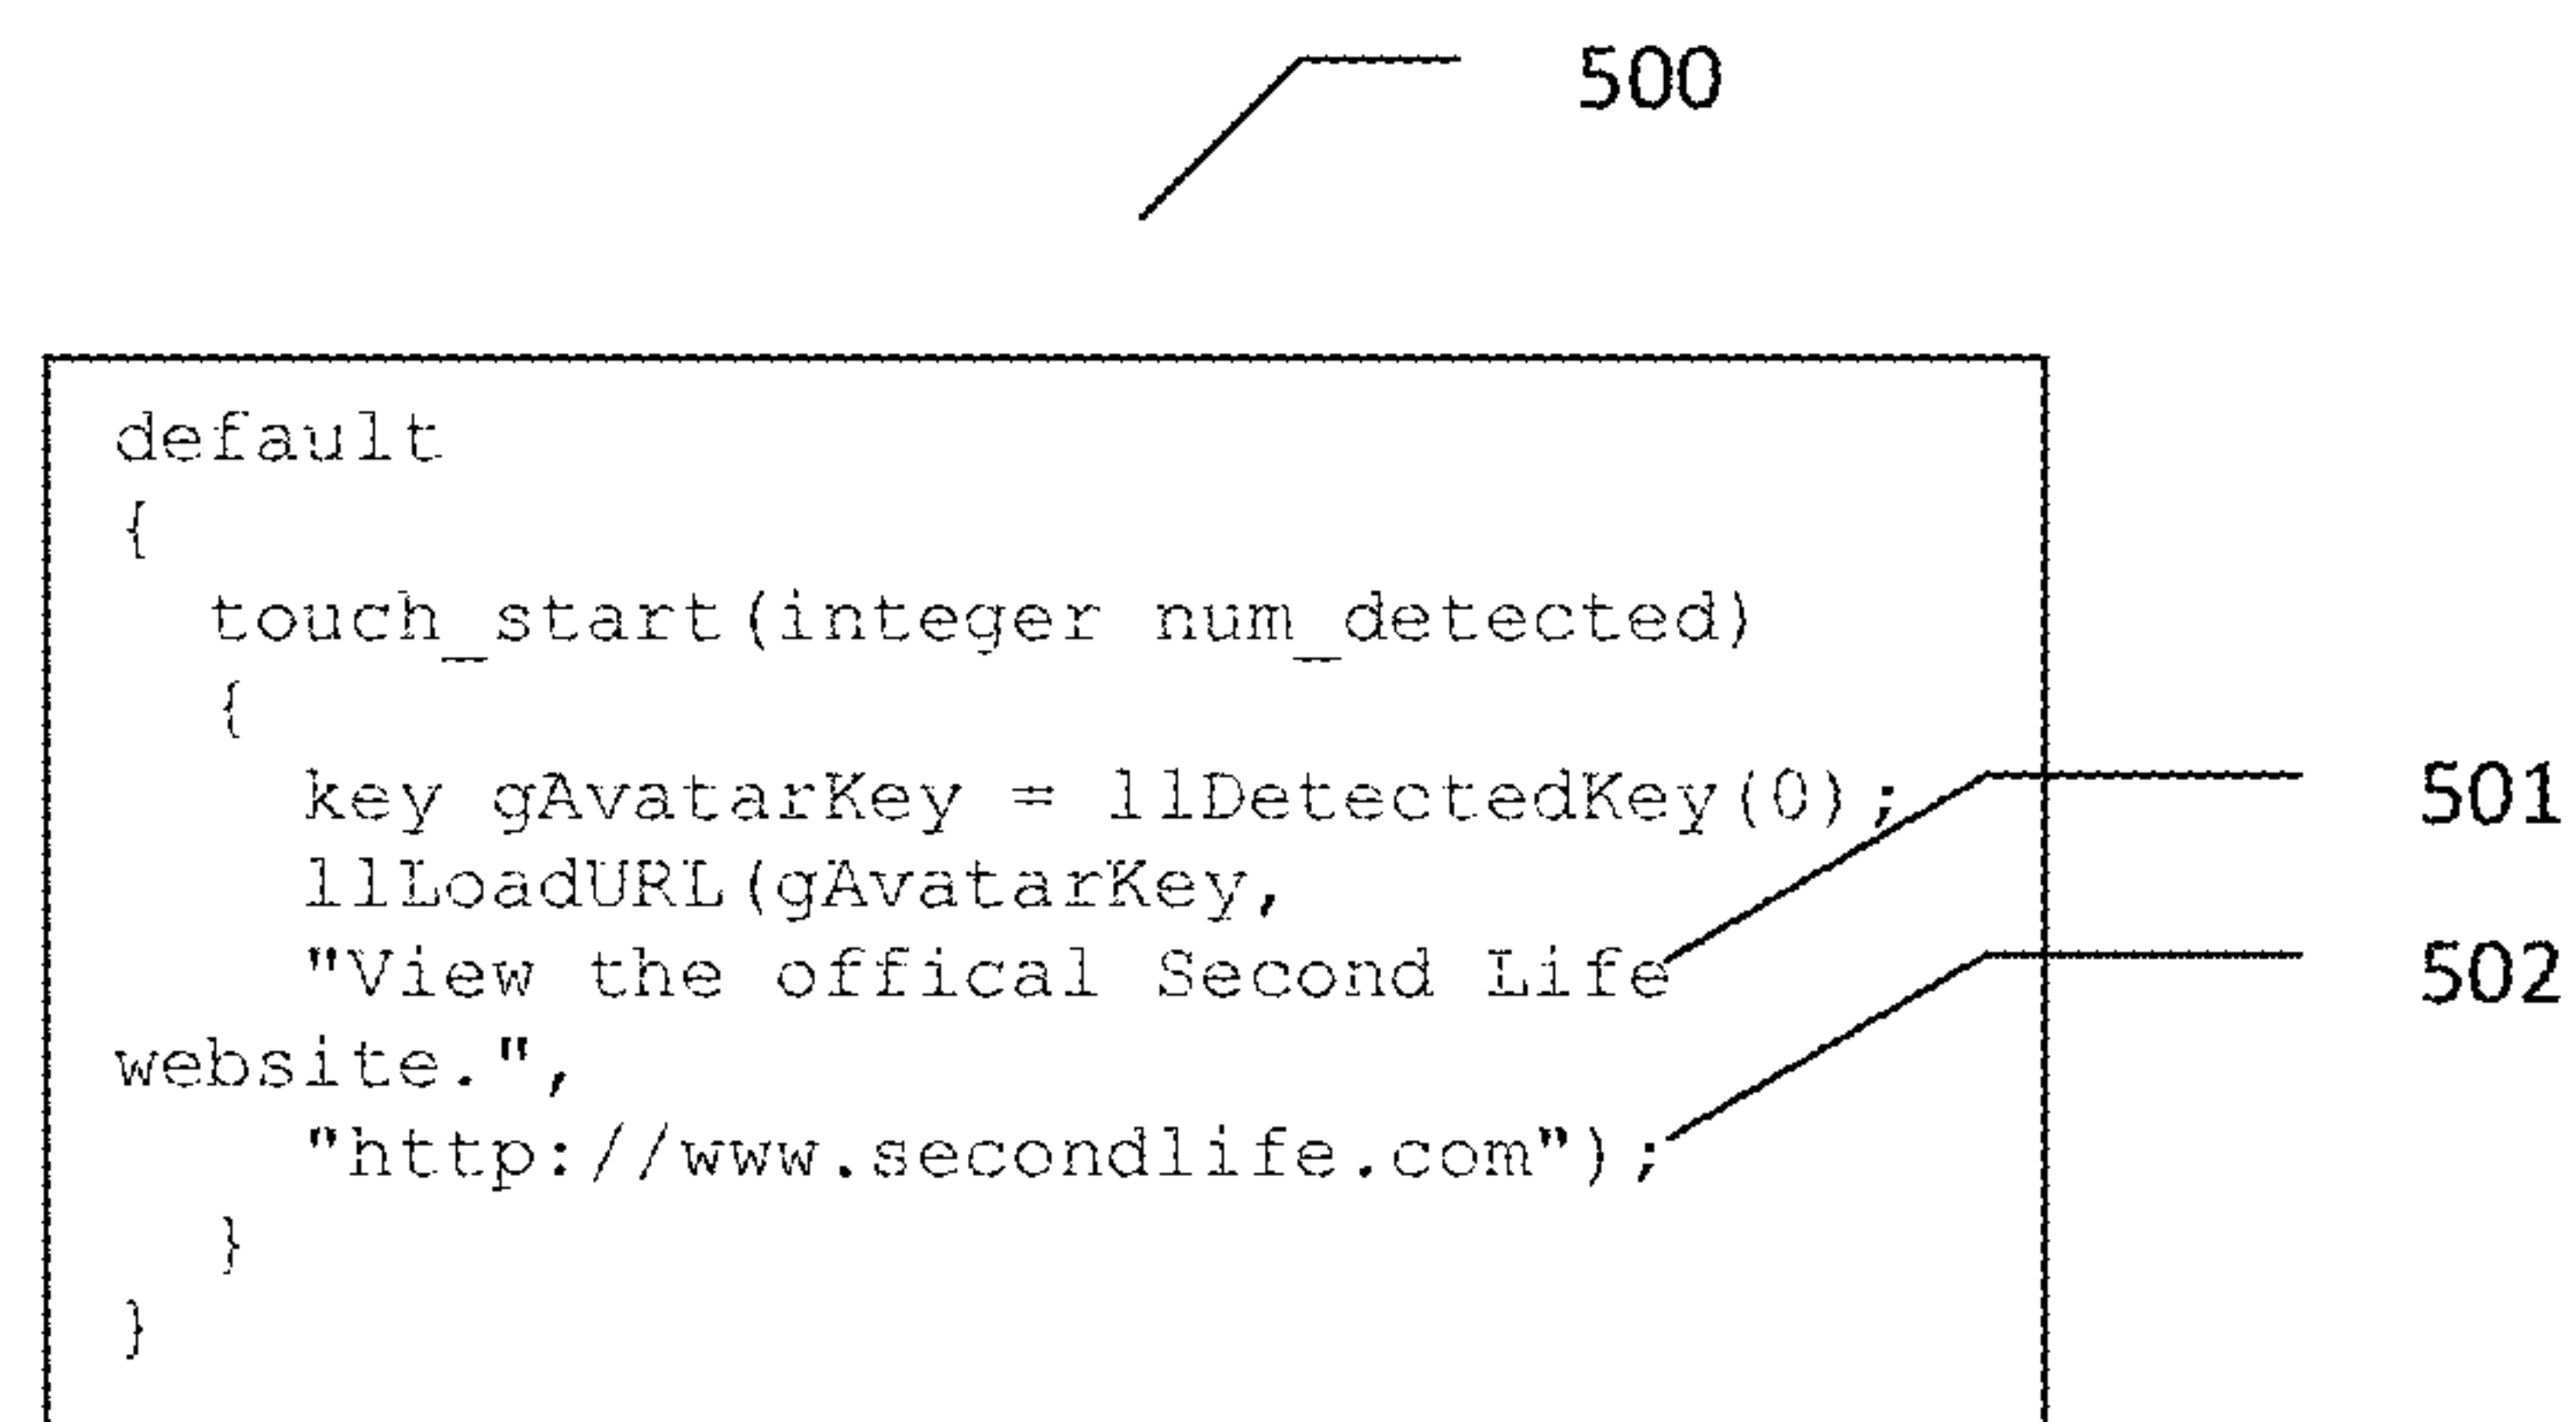 500
default
{
touch_start(integer num_detected)
{
key gAvatarKey = llDetectedKey(0);
501
llLoadURL(gAvatarKey,
"View the offical Second Life
502
website.",
"http://www.secondlife.com");
}
}